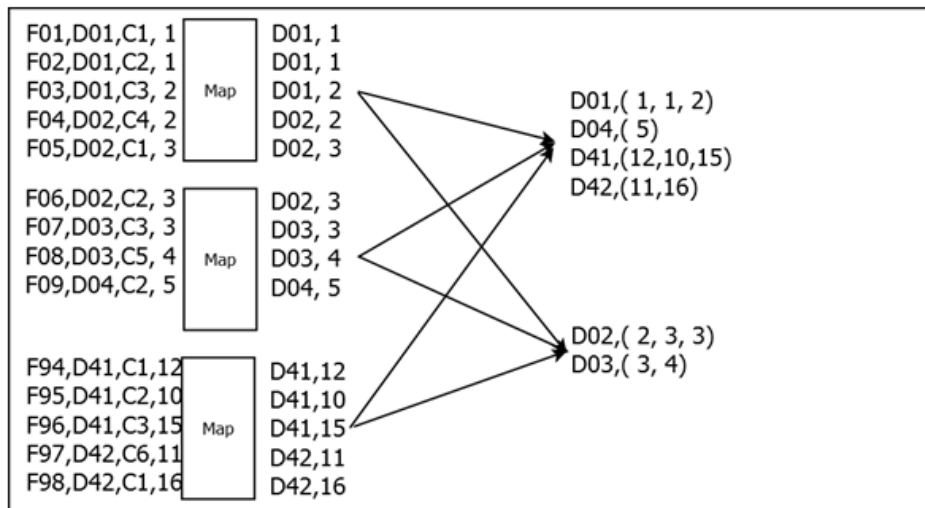 F01,D01,C1, 1
F02,D01,C2, 1
F03,D01,C3, 2
F04,D02,C4, 2
F05,D02,C1, 3
Map
D01, 1
D01, 1
D01, 2
D02, 2
D02, 3
F06,D02,C2, 3
F07,D03,C3, 3
F08,D03,C5, 4
F09,D04,C2, 5
Map
D02, 3
D03, 3
D03, 4
D04, 5
F94,D41,C1,12
F95,D41,C2,10
F96,D41,C3,15
F97,D42,C6,11
F98,D42,C1,16
Map
D41,12
D41,10
D41,15
D42,11
D42,16
D01,( 1, 1, 2)
D04,( 5)
D41,(12,10,15)
D42,(11,16)
D02,( 2, 3, 3)
D03,( 3, 4)